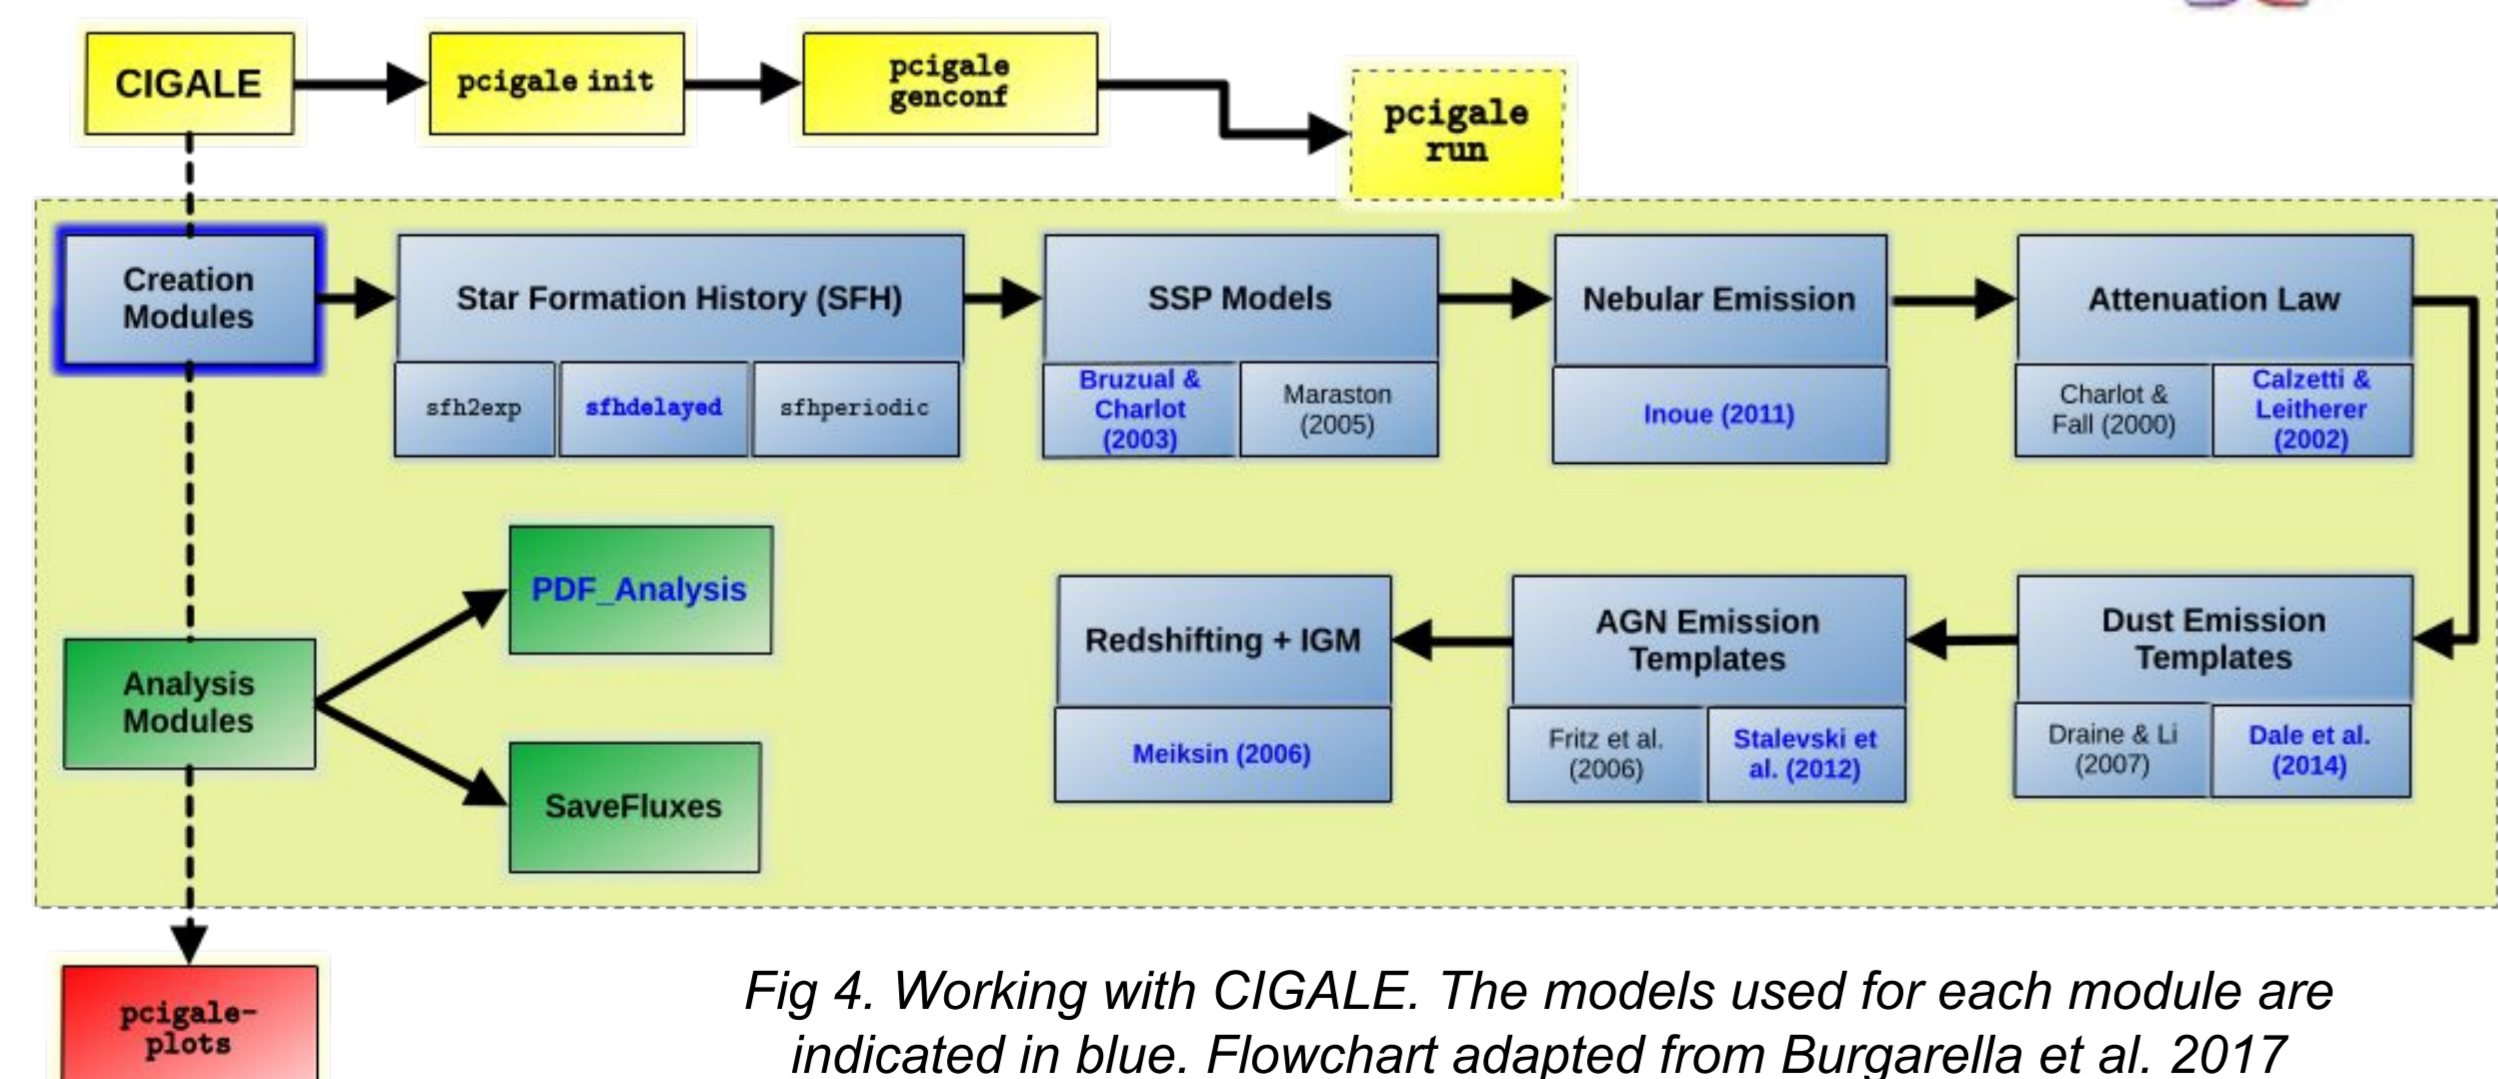 CIGALE
pcigale init
pcigale
genconf
pcigale
run
Creation
Modules
Star Formation History (SFH)
sfh2exp
sfhdelayed
sfhperiodic
SSP Models
Bruzual &
Charlot
(2003)
Maraston
(2005)
Nebular Emission
Inoue (2011)
Attenuation Law
Charlot &
Fall (2000)
Calzetti &
Leitherer
(2002)
Dust Emission
Templates
Draine & Li
(2007)
Dale et al.
(2014)
AGN Emission
Templates
Fritz et al.
(2006)
Stalevski et
al. (2012)
Redshifting + IGM
Meiksin (2006)
Analysis
Modules
PDF_Analysis
SaveFluxes
pcigale-
plots
Fig 4. Working with CIGALE. The models used for each module are
indicated in blue. Flowchart adapted from Burgarella et al. 2017